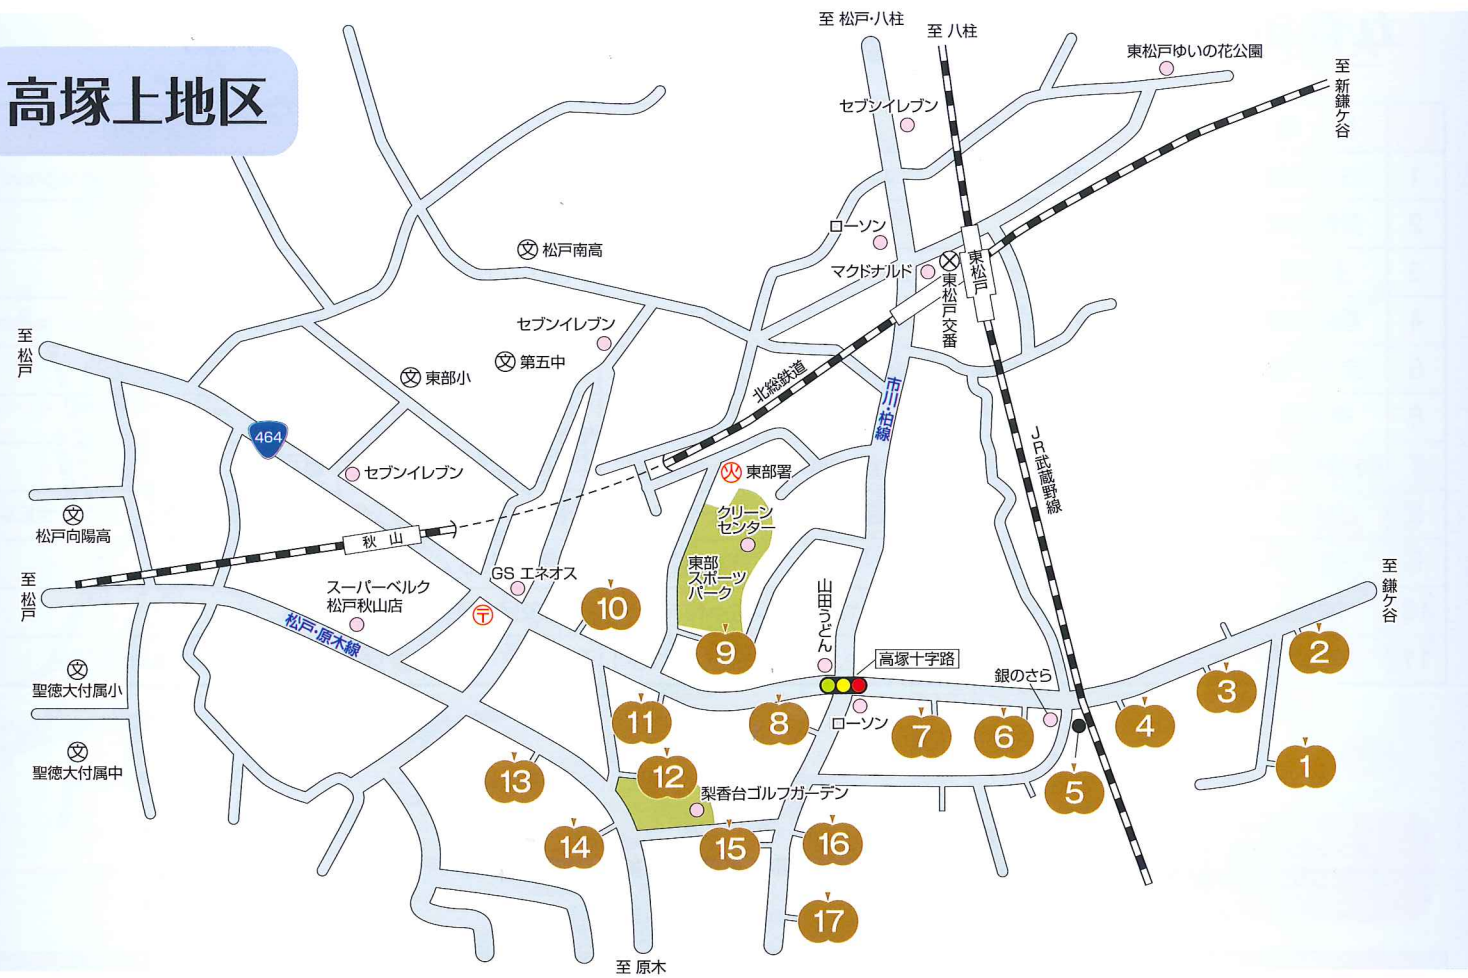 高塚上地区
至 松戸・八柱
至 八柱
東松戸ゆいの花公園
至 新鎌ケ谷
セブンイレブン
ローソン
マクドナルド
東松戸
東松戸交番
文 松戸南高
セブンイレブン
文 第五中
文 東部小
至 松戸
464
北総鉄道
市川・柏線
JR武蔵野線
セブンイレブン
火 東部署
クリーン
センター
東部
スポーツ
パーク
文
松戸向陽高
秋山
至 松戸
スーパーベルク
松戸秋山店
GS エネオス
〒
松戸・原木線
山田うどん
高塚十字路
ローソン
銀のさら
至 鎌ケ谷
文
聖徳大付属小
文
聖徳大付属中
梨香台ゴルフガーデン
至 原木
10
9
2
3
11
8
7
6
4
13
12
5
1
14
15
16
17